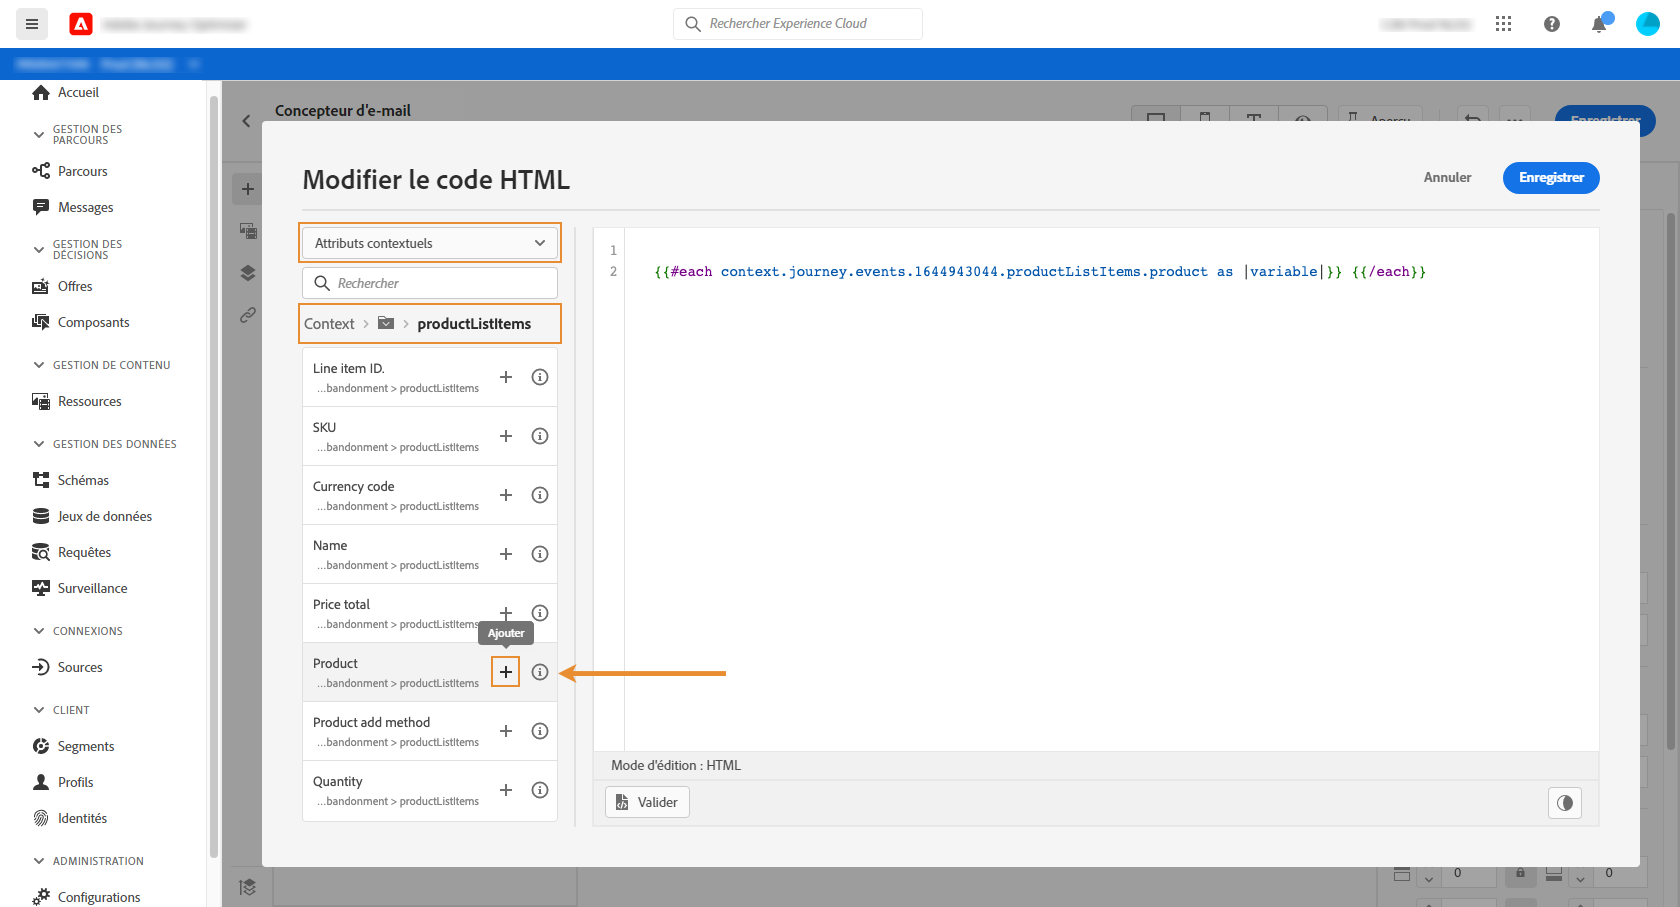 Rechercher Experience Cloud
Accueil
GESTION DES
PARCOURS
Parcours
Messages
GESTION DES
DÉCISIONS
Offres
Composants
GESTION DE CONTENU
Ressources
GESTION DES DONNÉES
Schémas
Jeux de données
Requêtes
Surveillance
CONNEXIONS
Sources
CLIENT
Segments
Profils
Identités
ADMINISTRATION
Configurations
Concepteur d'e-mail
Aperçu
Enregistrer
Modifier le code HTML
Annuler
Enregistrer
Attributs contextuels
Rechercher
Context > > productListItems
Line item ID.
...bandonment > productListItems
SKU
...bandonment > productListItems
Currency code
...bandonment > productListItems
Name
...bandonment > productListItems
Price total
...bandonment > productListItems
Ajouter
Product
...bandonment > productListItems
Product add method
...bandonment > productListItems
Quantity
...bandonment > productListItems
1
2 {{#each context.journey.events.1644943044.productListItems.product as |variable|}} {{/each}}
Mode d'édition : HTML
Valider
0
0